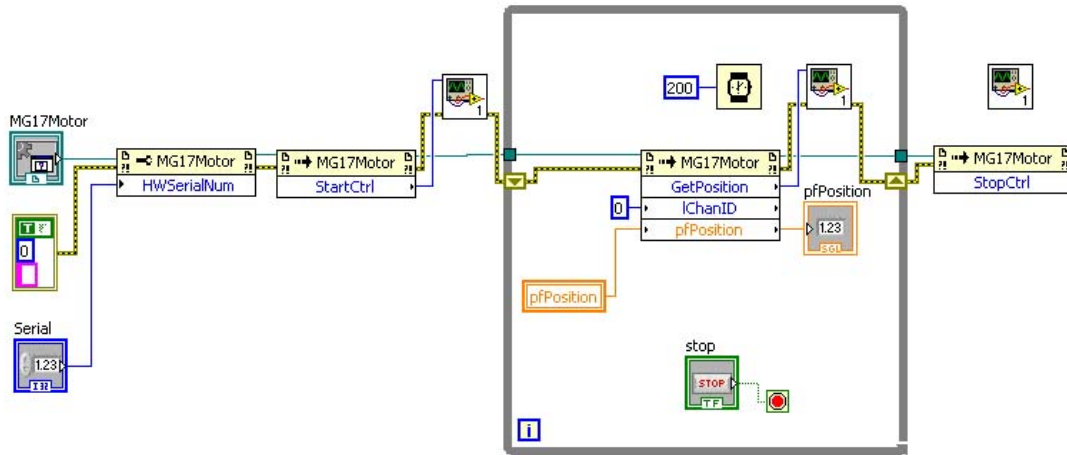 MG17Motor
MG17Motor
HWSerialNum
MG17Motor
StartCtrl
1
T F
0
Serial
1.23
I32
200
1
MG17Motor
GetPosition
0
lChanID
pfPosition
pfPosition
1.23
SGL
pfPosition
stop
STOP
TF
i
1
MG17Motor
StopCtrl